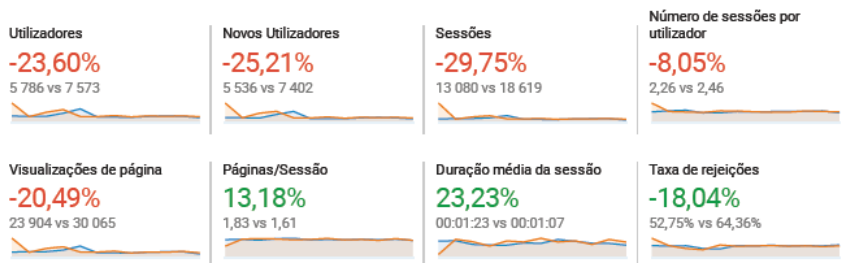 Utilizadores
-23,60%
5 786 vs 7 573
Novos Utilizadores
-25,21%
5 536 vs 7 402
Sessões
-29,75%
13 080 vs 18 619
Número de sessões por
utilizador
-8,05%
2,26 vs 2,46
Visualizações de página
-20,49%
23 904 vs 30 065
Páginas/Sessão
13,18%
1,83 vs 1,61
Duração média da sessão
23,23%
00:01:23 vs 00:01:07
Taxa de rejeições
-18,04%
52,75% vs 64,36%